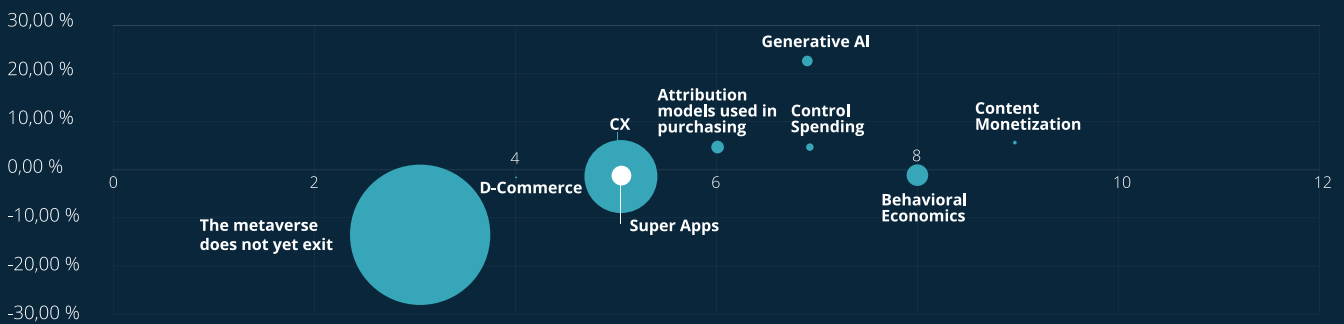 30,00 %
Generative AI
20,00 %
Attribution
models used in
purchasing
Control
Spending
Content
Monetization
10,00 %
CX
4
8
0,00 %
0
2
6
10
12
D-Commerce
-10,00 %
The metaverse
does not yet exit
Super Apps
Behavioral
Economics
-20,00 %
-30,00 %